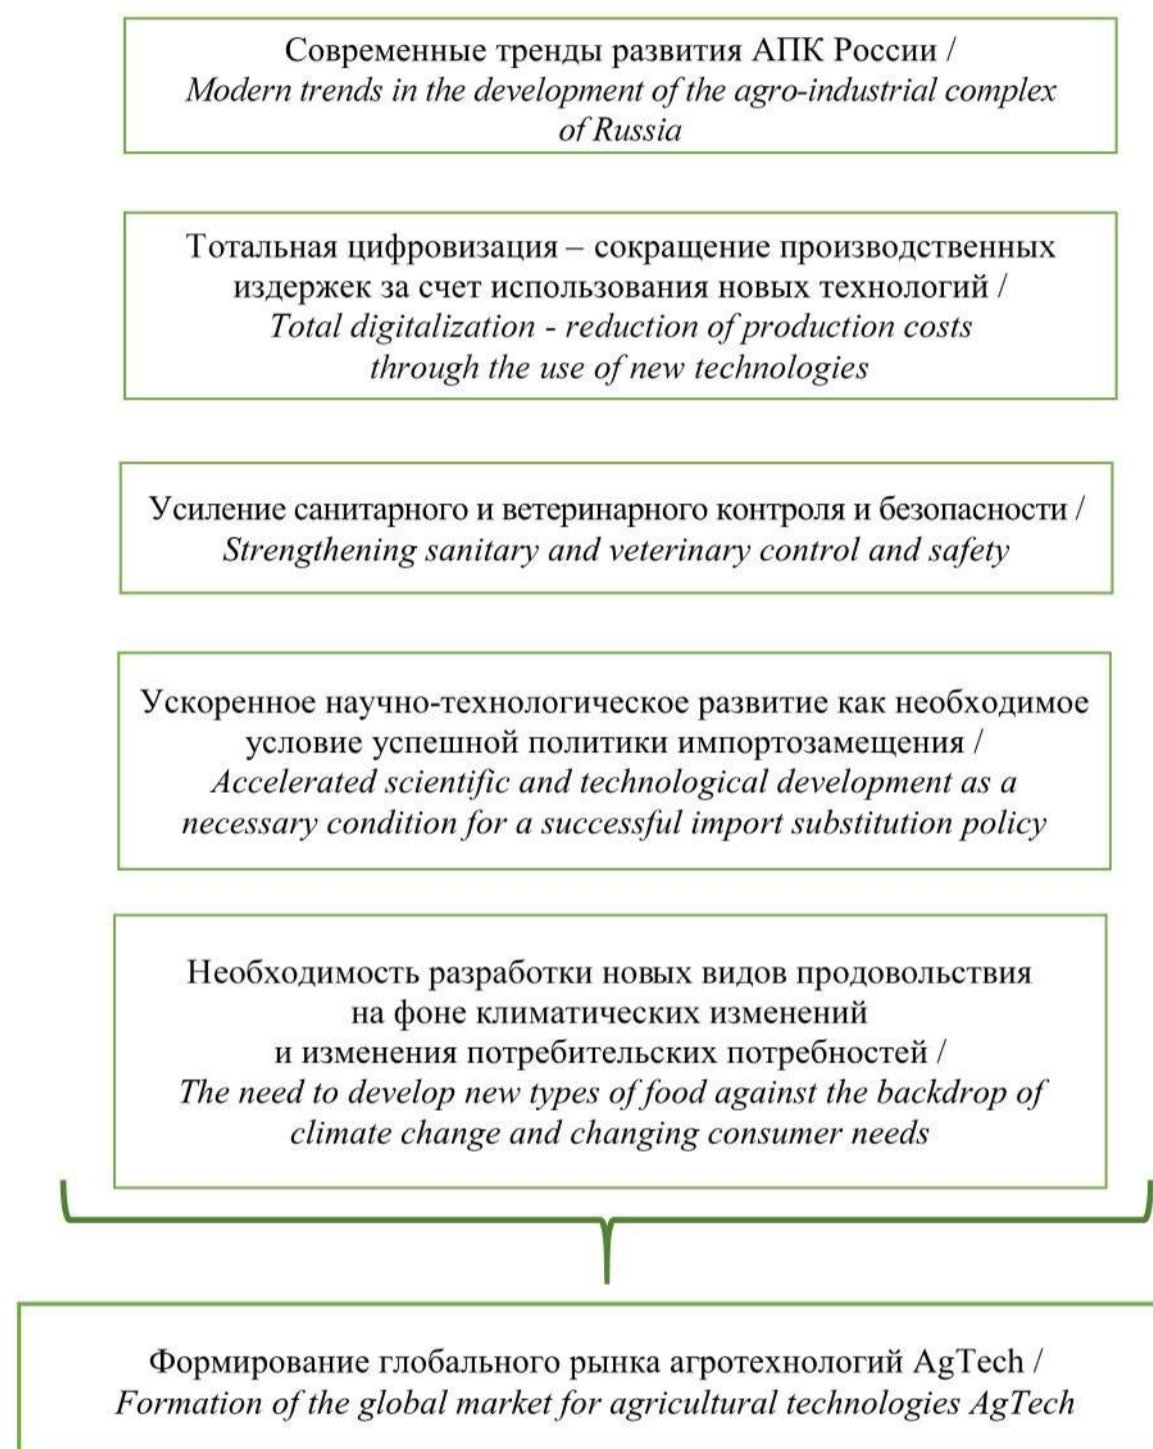 Современные тренды развития АПК России /
Modern trends in the development of the agro-industrial complex
of Russia
Тотальная цифровизация – сокращение производственных
издержек за счет использования новых технологий /
Total digitalization - reduction of production costs
through the use of new technologies
Усиление санитарного и ветеринарного контроля и безопасности /
Strengthening sanitary and veterinary control and safety
Ускоренное научно-технологическое развитие как необходимое
условие успешной политики импортозамещения /
Accelerated scientific and technological development as a
necessary condition for a successful import substitution policy
Необходимость разработки новых видов продовольствия
на фоне климатических изменений
и изменения потребительских потребностей /
The need to develop new types of food against the backdrop of
climate change and changing consumer needs
Формирование глобального рынка агротехнологий AgTech /
Formation of the global market for agricultural technologies AgTech